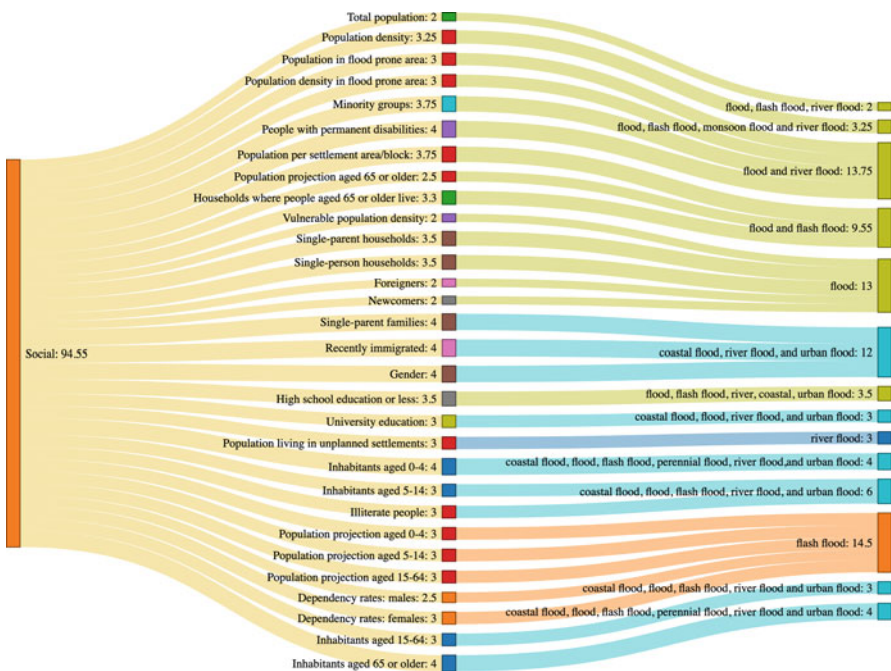 Social: 94.55
Total population: 2
Population density: 3.25
Population in flood prone area: 3
Population density in flood prone area: 3
Minority groups: 3.75
People with permanent disabilities: 4
Population per settlement area/block: 3.75
Population projection aged 65 or older: 2.5
Households where people aged 65 or older live: 3.3
Vulnerable population density: 2
Single-parent households: 3.5
Single-person households: 3.5
Foreigners: 2
Newcomers: 2
Single-parent families: 4
Recently immigrated: 4
Gender: 4
High school education or less: 3.5
University education: 3
Population living in unplanned settlements: 3
Inhabitants aged 0-4: 4
Inhabitants aged 5-14: 3
Illiterate people: 3
Population projection aged 0-4: 3
Population projection aged 5-14: 3
Population projection aged 15-64: 3
Dependency rates: males: 2.5
Dependency rates: females: 3
Inhabitants aged 15-64: 3
Inhabitants aged 65 or older: 4
flood, flash flood, river flood: 2
flood, flash flood, monsoon flood and river flood: 3.25
flood and river flood: 13.75
flood and flash flood: 9.55
flood: 13
coastal flood, river flood, and urban flood: 12
flood, flash flood, river, coastal, urban flood: 3.5
coastal flood, flood, river flood, and urban flood: 3
river flood: 3
coastal flood, flood, flash flood, perennial flood, river flood,and urban flood: 4
coastal flood, flood, flash flood, river flood, and urban flood: 6
flash flood: 14.5
coastal flood, flood, flash flood, river flood and urban flood: 3
coastal flood, flood, flash flood, perennial flood, river flood and urban flood: 4